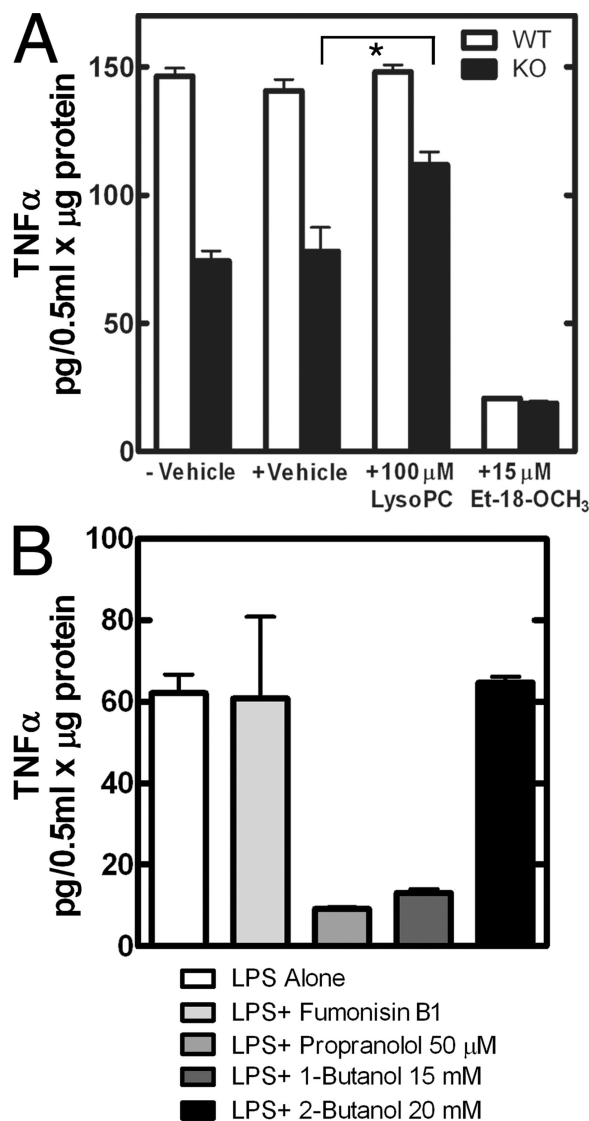 A
TNFα
pg/0.5ml x μg protein
150
100
50
0
*
WT
KO
- Vehicle
+Vehicle
+100 μM
LysoPC
+15 μM
Et-18-OCH3
B
TNFα
pg/0.5ml x μg protein
100
80
60
40
20
0
LPS Alone
LPS+ Fumonisin B1
LPS+ Propranolol 50 μM
LPS+ 1-Butanol 15 mM
LPS+ 2-Butanol 20 mM